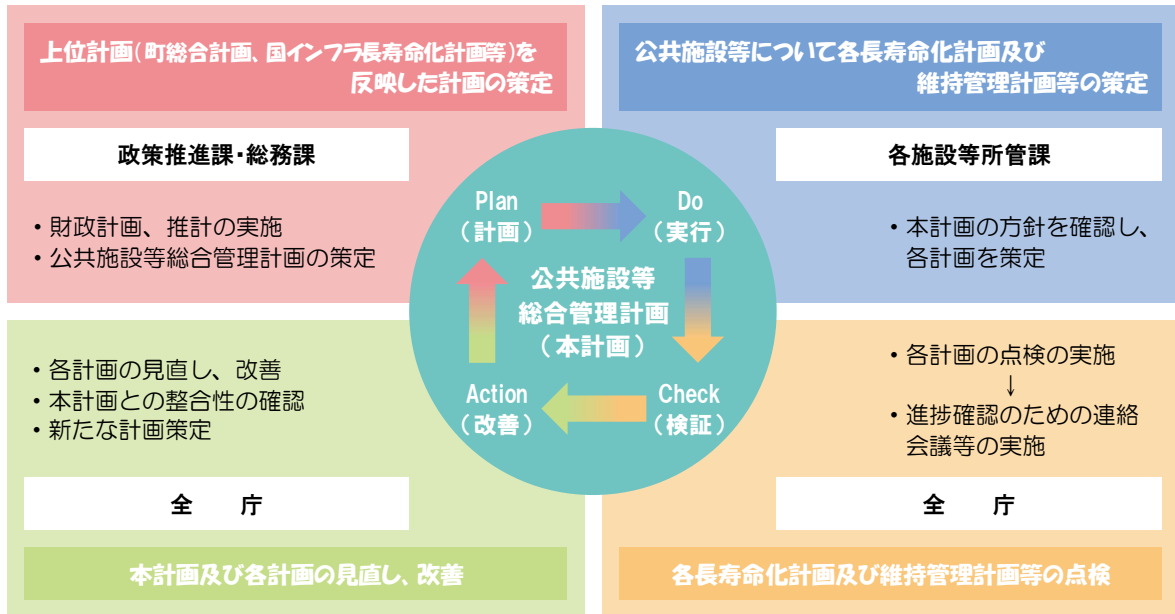 上位計画(町総合計画、国インフラ長寿命化計画等)を
反映した計画の策定
政策推進課・総務課
・財政計画、推計の実施
・公共施設等総合管理計画の策定
公共施設等について各長寿命化計画及び
維持管理計画等の策定
各施設等所管課
・本計画の方針を確認し、
各計画を策定
Plan
(計画)
Do
(実行)
公共施設等
総合管理計画
(本計画)
Action
(改善)
Check
(検証)
・各計画の見直し、改善
・本計画との整合性の確認
・新たな計画策定
全　庁
本計画及び各計画の見直し、改善
・各計画の点検の実施
↓
・進捗確認のための連絡
会議等の実施
全　庁
各長寿命化計画及び維持管理計画等の点検